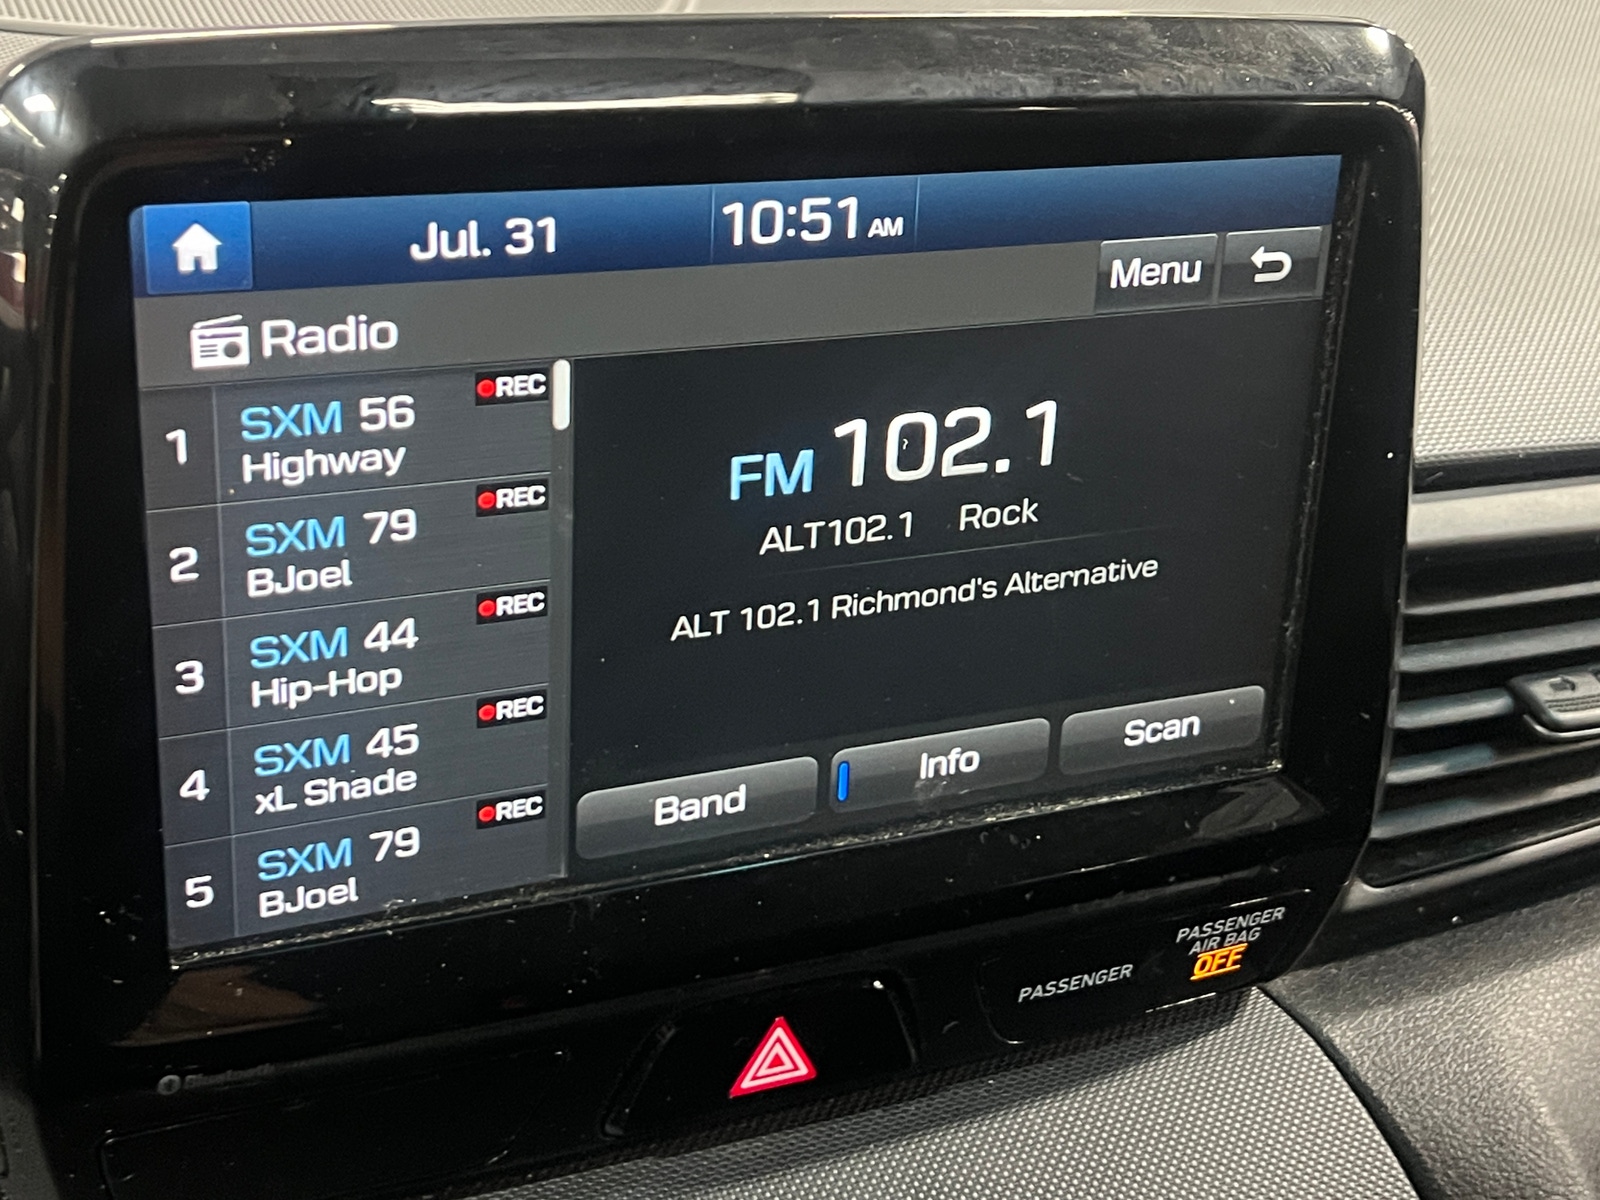 Jul. 31
10:51 AM
Menu
Radio
1
SXM 56
REC
Highway
2
SXM 79
REC
BJoel
3
SXM 44
REC
Hip-Hop
4
SXM 45
REC
xL Shade
5
SXM 79
REC
BJoel
FM 102.1
ALT102.1 Rock
ALT 102.1 Richmond's Alternative
Band
Info
Scan
PASSENGER
PASSENGER
AIR BAG
OFF
Bluetooth